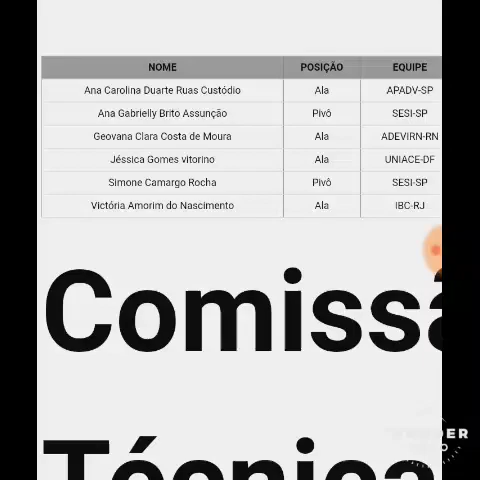 NOME POSIÇÃO EQUIPE
Ana Carolina Duarte Ruas Custódio Ala APADV-SP
Ana Gabrielly Brito Assunção Pivô SESI-SP
Geovana Clara Costa de Moura Ala ADEVIRN-RN
Jéssica Gomes vitorino Ala UNIACE-DF
Simone Camargo Rocha Pivô SESI-SP
Victória Amorim do Nascimento Ala IBC-RJ
Comissã
Técnica